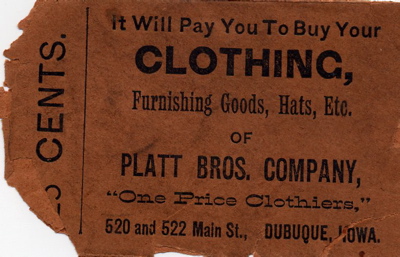 It Will Pay You To Buy Your
CLOTHING,
Furnishing Goods, Hats, Etc.
OF
PLATT BROS. COMPANY,
"One Price Clothiers,"
520 and 522 Main St., DUBUQUE, IOWA.
CENTS.